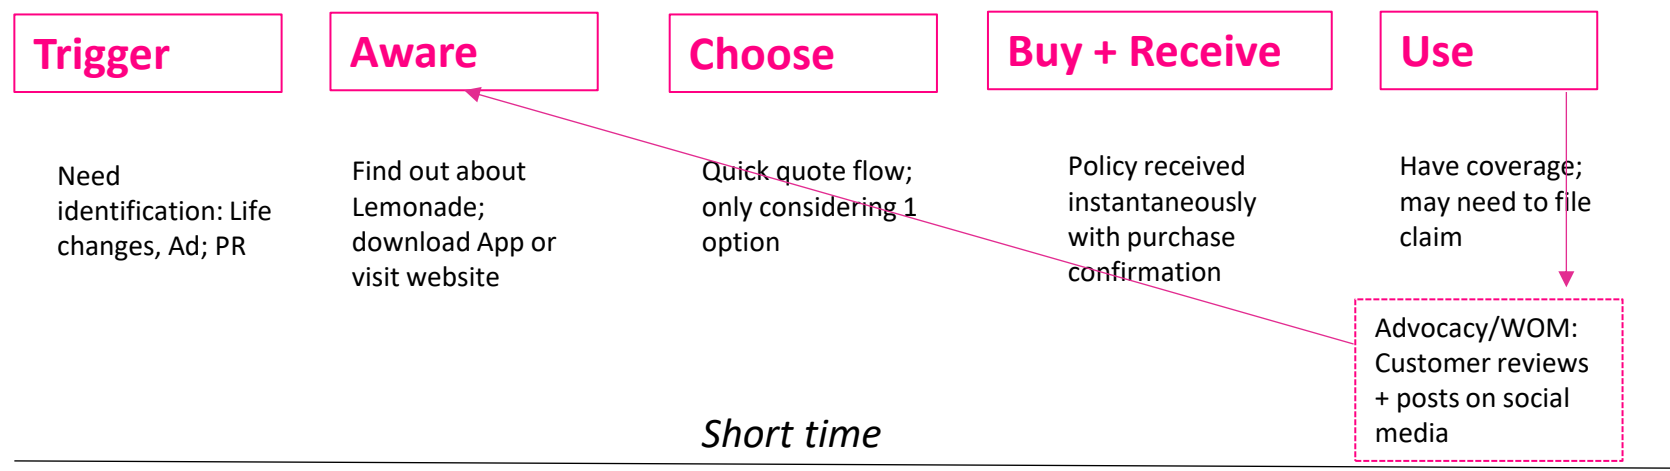 Trigger
Aware
Choose
Buy + Receive
Use
Need
identification: Life
changes, Ad; PR
Find out about
Lemonade;
download App or
visit website
Quick quote flow;
only considering 1
option
Policy received
instantaneously
with purchase
confirmation
Have coverage;
may need to file
claim
Advocacy/WOM:
Customer reviews
+ posts on social
media
Short time